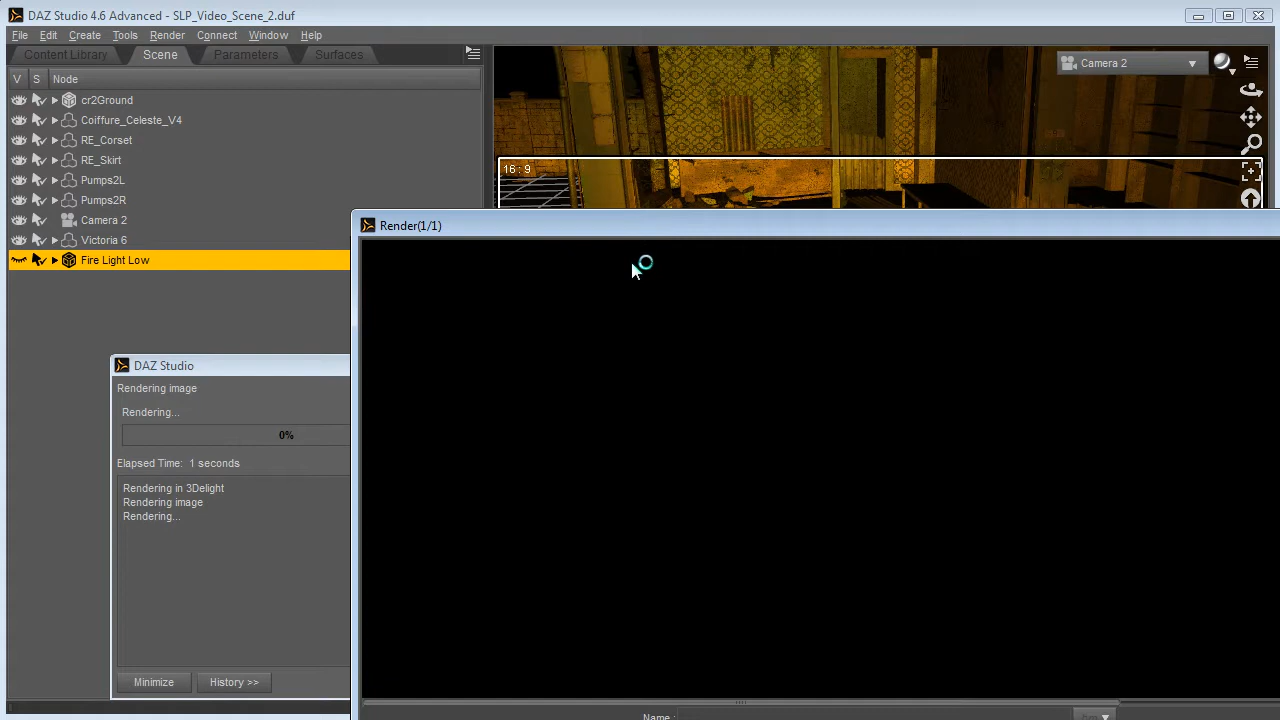 DAZ Studio 4.6 Advanced - SLP_Video_Scene_2.duf
File Edit Create Tools Render Connect Window Help
Content Library Scene Parameters Surfaces
V S Node
cr2Ground
Coiffure_Celeste_V4
RE_Corset
RE_Skirt
Pumps2L
Pumps2R
Camera 2
Victoria 6
Fire Light Low
Camera 2
16 : 9
Render(1/1)
DAZ Studio
Rendering image
Rendering...
0%
Elapsed Time: 1 seconds
Rendering in 3Delight
Rendering image
Rendering...
Minimize History >>
Name :